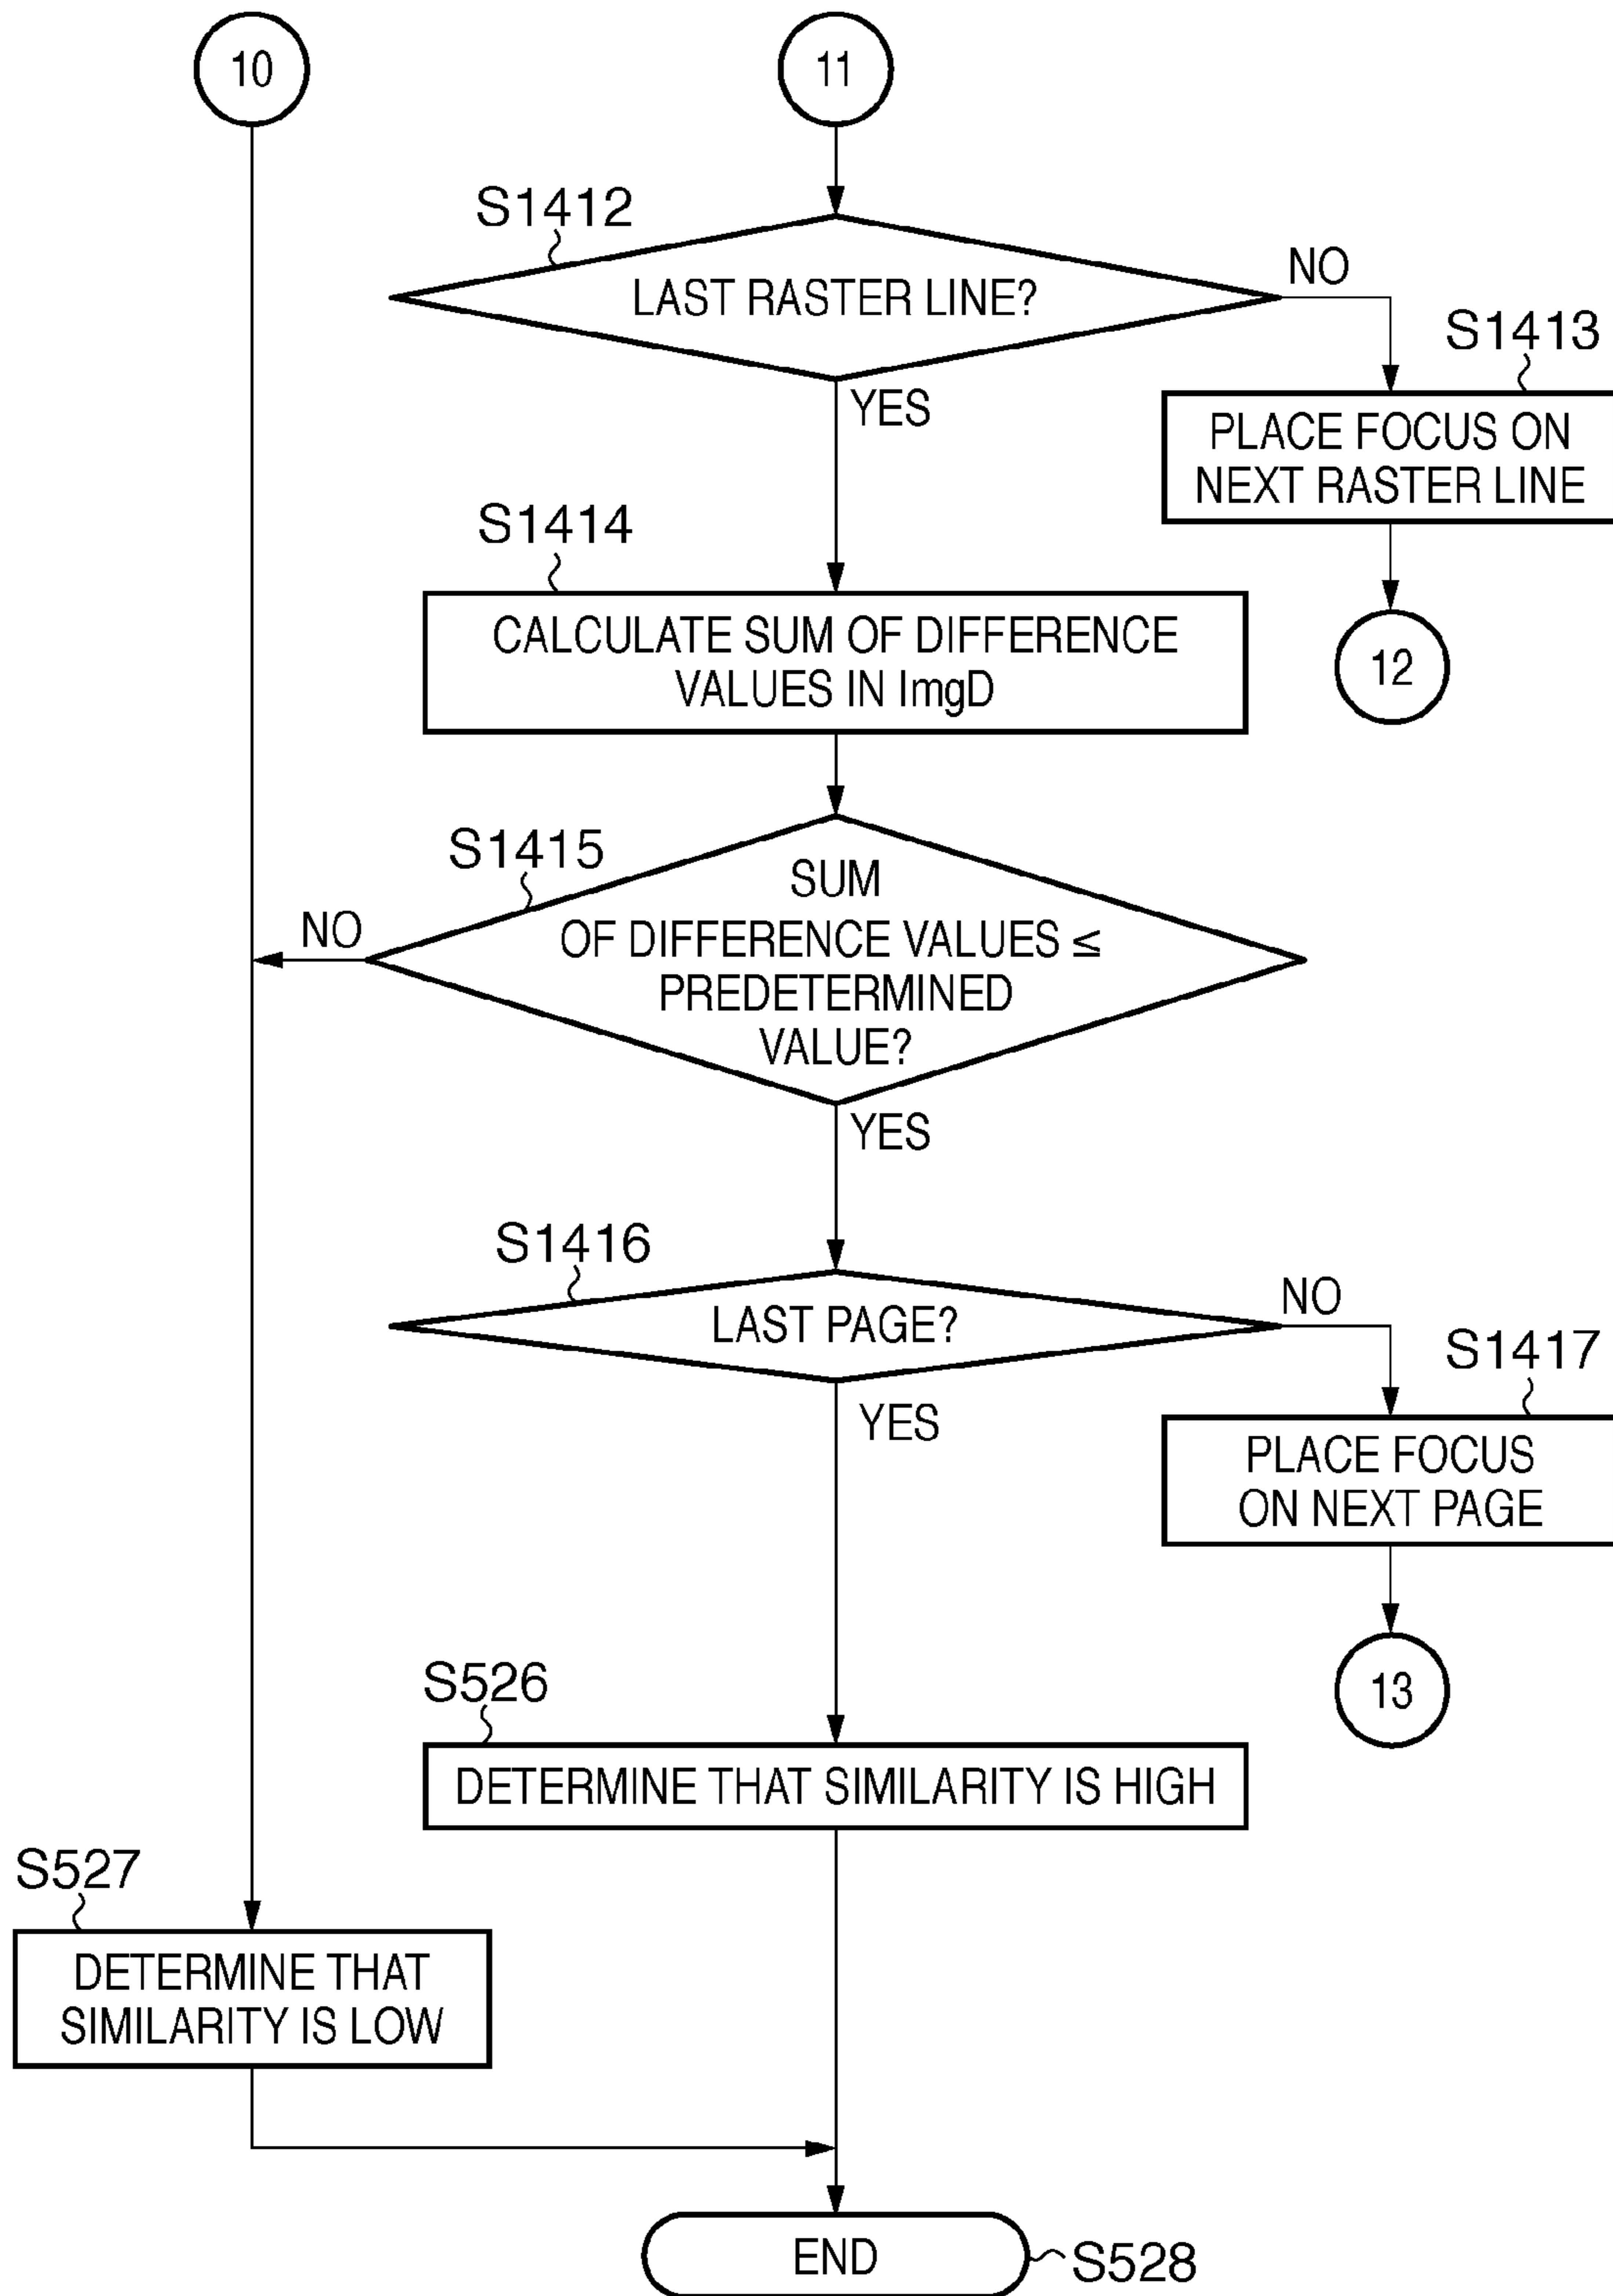 10
11
S1412
LAST RASTER LINE?
NO
S1413
YES
PLACE FOCUS ON
NEXT RASTER LINE
S1414
CALCULATE SUM OF DIFFERENCE
VALUES IN ImgD
12
S1415
SUM
OF DIFFERENCE VALUES ≤
PREDETERMINED
VALUE?
NO
YES
S1416
LAST PAGE?
NO
S1417
YES
PLACE FOCUS
ON NEXT PAGE
13
S526
DETERMINE THAT SIMILARITY IS HIGH
S527
DETERMINE THAT
SIMILARITY IS LOW
END
S528